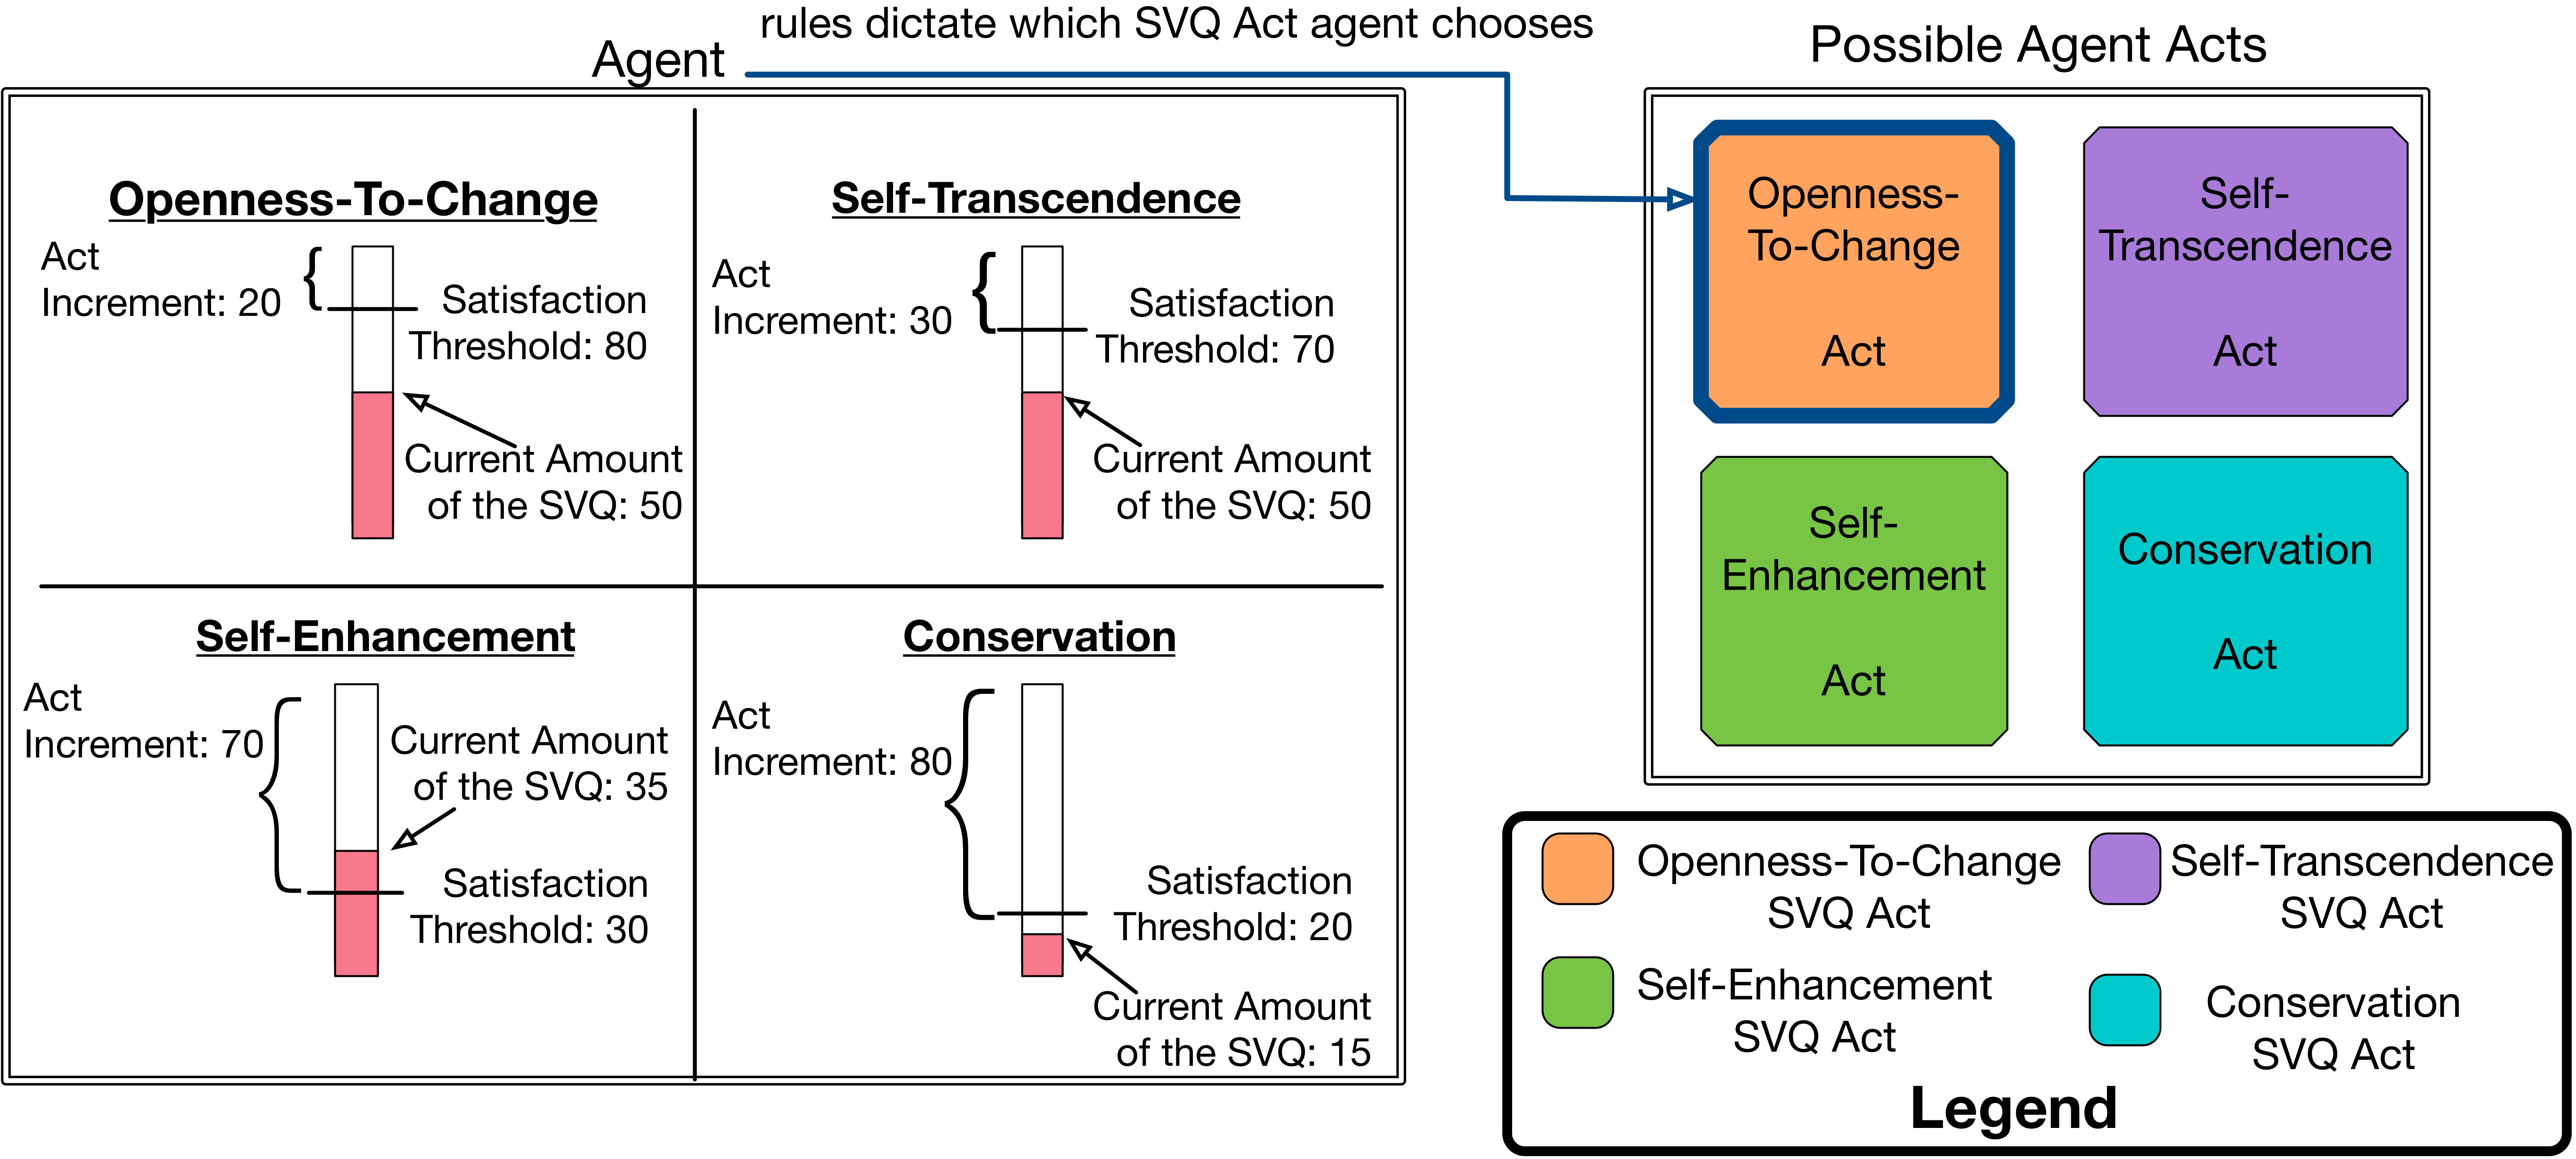 rules dictate which SVQ Act agent chooses
Agent
Openness-To-Change
Act
Increment: 20
Satisfaction
Threshold: 80
Current Amount
of the SVQ: 50
Self-Transcendence
Act
Increment: 30
Satisfaction
Threshold: 70
Current Amount
of the SVQ: 50
Self-Enhancement
Act
Increment: 70
Current Amount
of the SVQ: 35
Satisfaction
Threshold: 30
Conservation
Act
Increment: 80
Satisfaction
Threshold: 20
Current Amount
of the SVQ: 15
Possible Agent Acts
Openness-
To-Change
Act
Self-
Transcendence
Act
Self-
Enhancement
Act
Conservation
Act
Openness-To-Change
SVQ Act
Self-Transcendence
SVQ Act
Self-Enhancement
SVQ Act
Conservation
SVQ Act
Legend